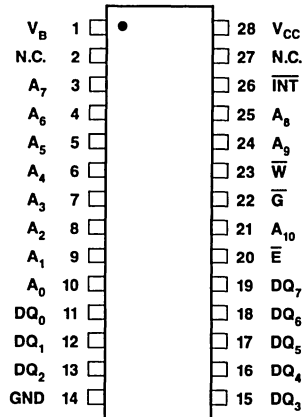 V_B 1 28 V_CC
N.C. 2 27 N.C.
A_7 3 26 I̅N̅T̅
A_6 4 25 A_8
A_5 5 24 A_9
A_4 6 23 W̅
A_3 7 22 G̅
A_2 8 21 A_10
A_1 9 20 E̅
A_0 10 19 DQ_7
DQ_0 11 18 DQ_6
DQ_1 12 17 DQ_5
DQ_2 13 16 DQ_4
GND 14 15 DQ_3